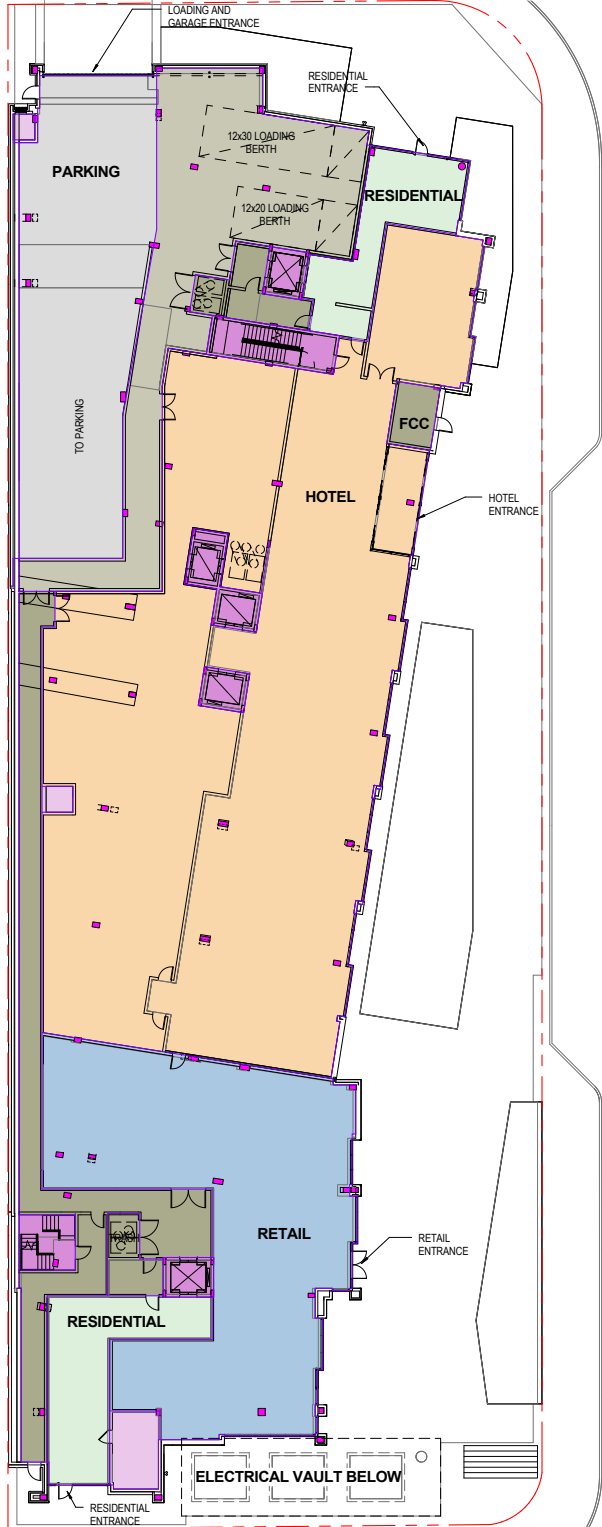 LOADING AND
GARAGE ENTRANCE
RESIDENTIAL
ENTRANCE
12x30 LOADING
BERTH
PARKING
RESIDENTIAL
12x20 LOADING
BERTH
TO PARKING
FCC
HOTEL
HOTEL
ENTRANCE
RETAIL
RETAIL
ENTRANCE
RESIDENTIAL
ELECTRICAL VAULT BELOW
RESIDENTIAL
ENTRANCE